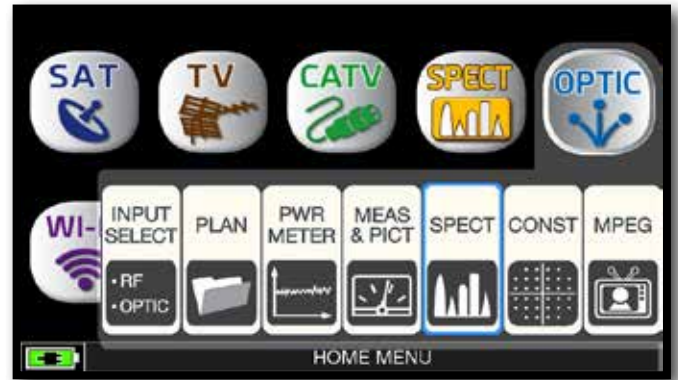 SAT
TV
CATV
SPECT
OPTIC
WI-
INPUT
SELECT
• RF
• OPTIC
PLAN
PWR
METER
MEAS
& PICT
SPECT
CONST
MPEG
HOME MENU